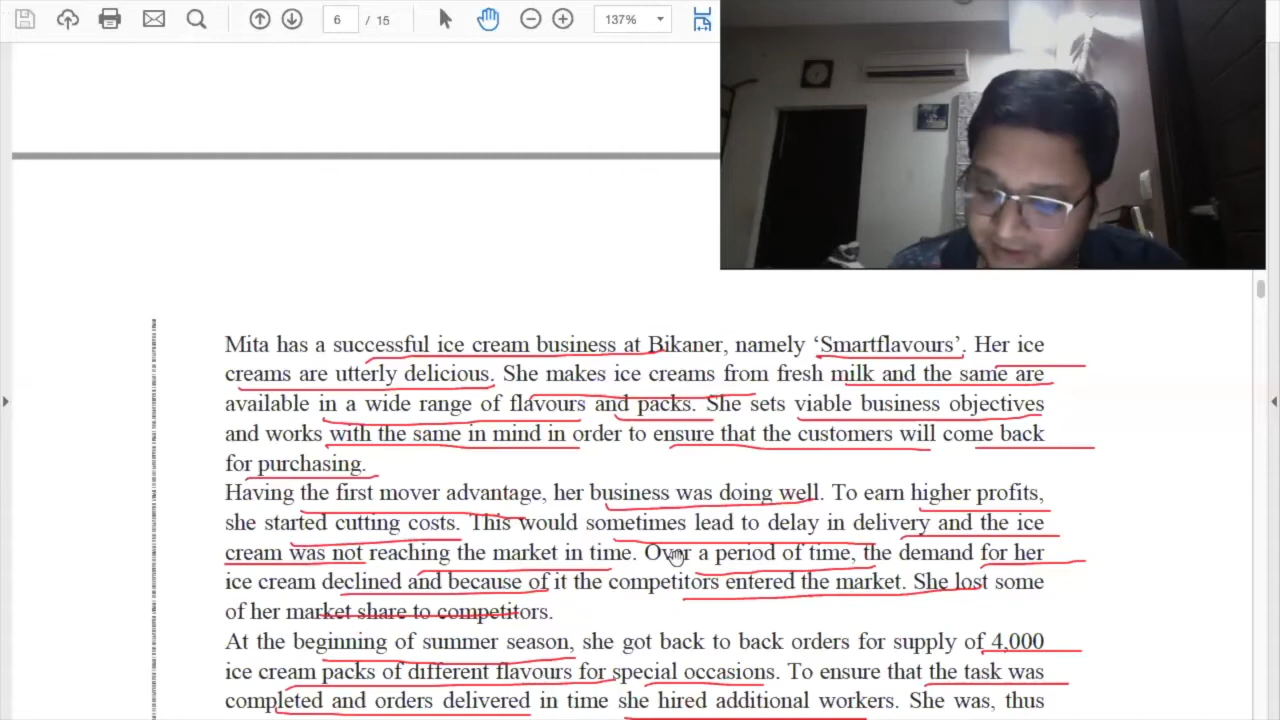 6 / 15
137%
Mita has a successful ice cream business at Bikaner, namely ‘Smartflavours’. Her ice
creams are utterly delicious. She makes ice creams from fresh milk and the same are
available in a wide range of flavours and packs. She sets viable business objectives
and works with the same in mind in order to ensure that the customers will come back
for purchasing.
Having the first mover advantage, her business was doing well. To earn higher profits,
she started cutting costs. This would sometimes lead to delay in delivery and the ice
cream was not reaching the market in time. Over a period of time, the demand for her
ice cream declined and because of it the competitors entered the market. She lost some
of her market share to competitors.
At the beginning of summer season, she got back to back orders for supply of 4,000
ice cream packs of different flavours for special occasions. To ensure that the task was
completed and orders delivered in time she hired additional workers. She was, thus